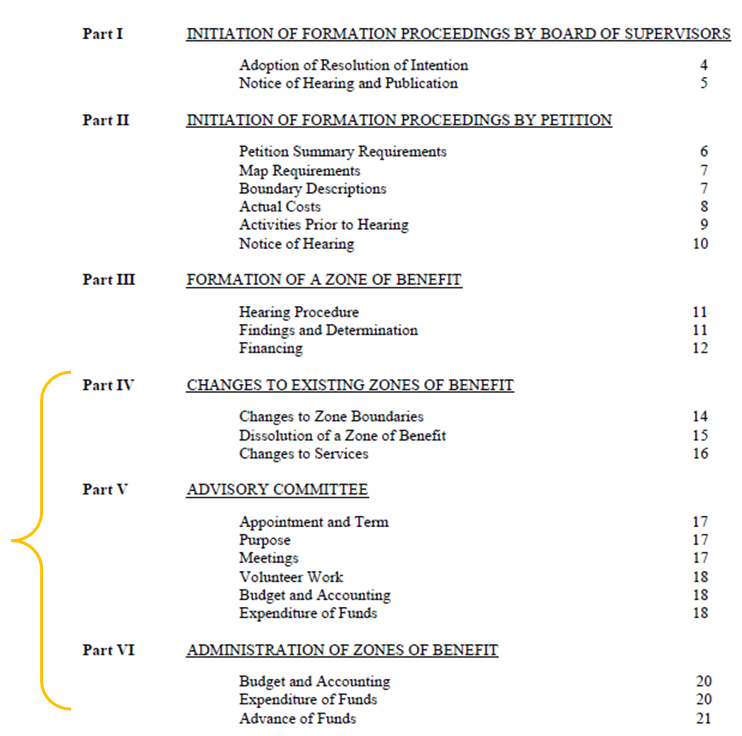 Part I INITIATION OF FORMATION PROCEEDINGS BY BOARD OF SUPERVISORS
Adoption of Resolution of Intention 4
Notice of Hearing and Publication 5
Part II INITIATION OF FORMATION PROCEEDINGS BY PETITION
Petition Summary Requirements 6
Map Requirements 7
Boundary Descriptions 7
Actual Costs 8
Activities Prior to Hearing 9
Notice of Hearing 10
Part III FORMATION OF A ZONE OF BENEFIT
Hearing Procedure 11
Findings and Determination 11
Financing 12
Part IV CHANGES TO EXISTING ZONES OF BENEFIT
Changes to Zone Boundaries 14
Dissolution of a Zone of Benefit 15
Changes to Services 16
Part V ADVISORY COMMITTEE
Appointment and Term 17
Purpose 17
Meetings 17
Volunteer Work 18
Budget and Accounting 18
Expenditure of Funds 18
Part VI ADMINISTRATION OF ZONES OF BENEFIT
Budget and Accounting 20
Expenditure of Funds 20
Advance of Funds 21